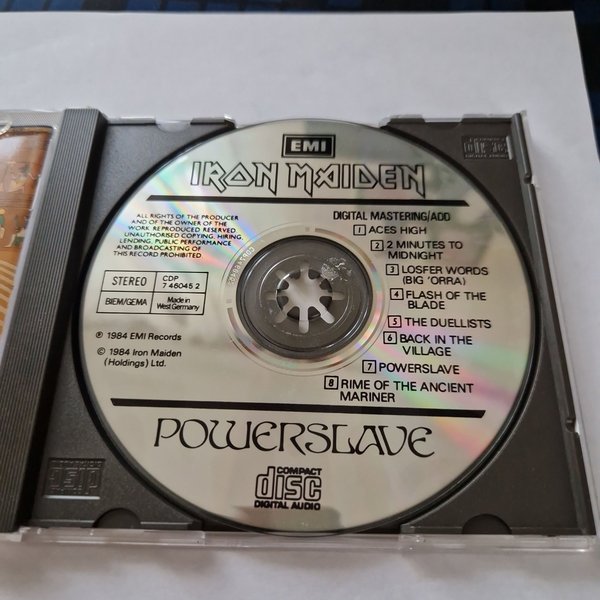 EMI
IRON MAIDEN
ALL RIGHTS OF THE PRODUCER
AND OF THE OWNER OF THE
WORK REPRODUCED RESERVED
UNAUTHORISED COPYING, HIRING,
LENDING, PUBLIC PERFORMANCE
AND BROADCASTING OF
THIS RECORD PROHIBITED
STEREO
CDP
7 46045 2
BIEM/GEMA
Made in
West Germany
℗ 1984 EMI Records
© 1984 Iron Maiden
(Holdings) Ltd.
DIGITAL MASTERING/ADD
1 ACES HIGH
2 2 MINUTES TO
MIDNIGHT
3 LOSFER WORDS
(BIG 'ORRA)
4 FLASH OF THE
BLADE
5 THE DUELLISTS
6 BACK IN THE
VILLAGE
7 POWERSLAVE
8 RIME OF THE ANCIENT
MARINER
POWERSLAVE
COMPACT
disc
DIGITAL AUDIO